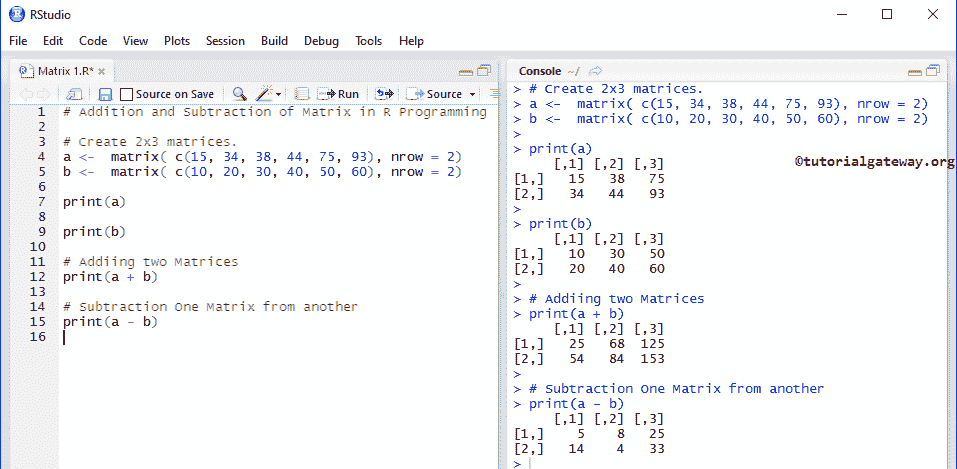 RStudio
File Edit Code View Plots Session Build Debug Tools Help
Matrix 1.R*
Source on Save Run Source
1 # Addition and Subtraction of Matrix in R Programming
2
3 # Create 2x3 matrices.
4 a <-  matrix( c(15, 34, 38, 44, 75, 93), nrow = 2)
5 b <-  matrix( c(10, 20, 30, 40, 50, 60), nrow = 2)
6
7 print(a)
8
9 print(b)
10
11 # Addiing two Matrices
12 print(a + b)
13
14 # Subtraction One Matrix from another
15 print(a - b)
16
Console ~/
> # Create 2x3 matrices.
> a <-  matrix( c(15, 34, 38, 44, 75, 93), nrow = 2)
> b <-  matrix( c(10, 20, 30, 40, 50, 60), nrow = 2)
>
> print(a)
     [,1] [,2] [,3]
[1,]   15   38   75
[2,]   34   44   93
>
> print(b)
     [,1] [,2] [,3]
[1,]   10   30   50
[2,]   20   40   60
>
> # Addiing two Matrices
> print(a + b)
     [,1] [,2] [,3]
[1,]   25   68  125
[2,]   54   84  153
>
> # Subtraction One Matrix from another
> print(a - b)
     [,1] [,2] [,3]
[1,]    5    8   25
[2,]   14    4   33
>
©tutorialgateway.org